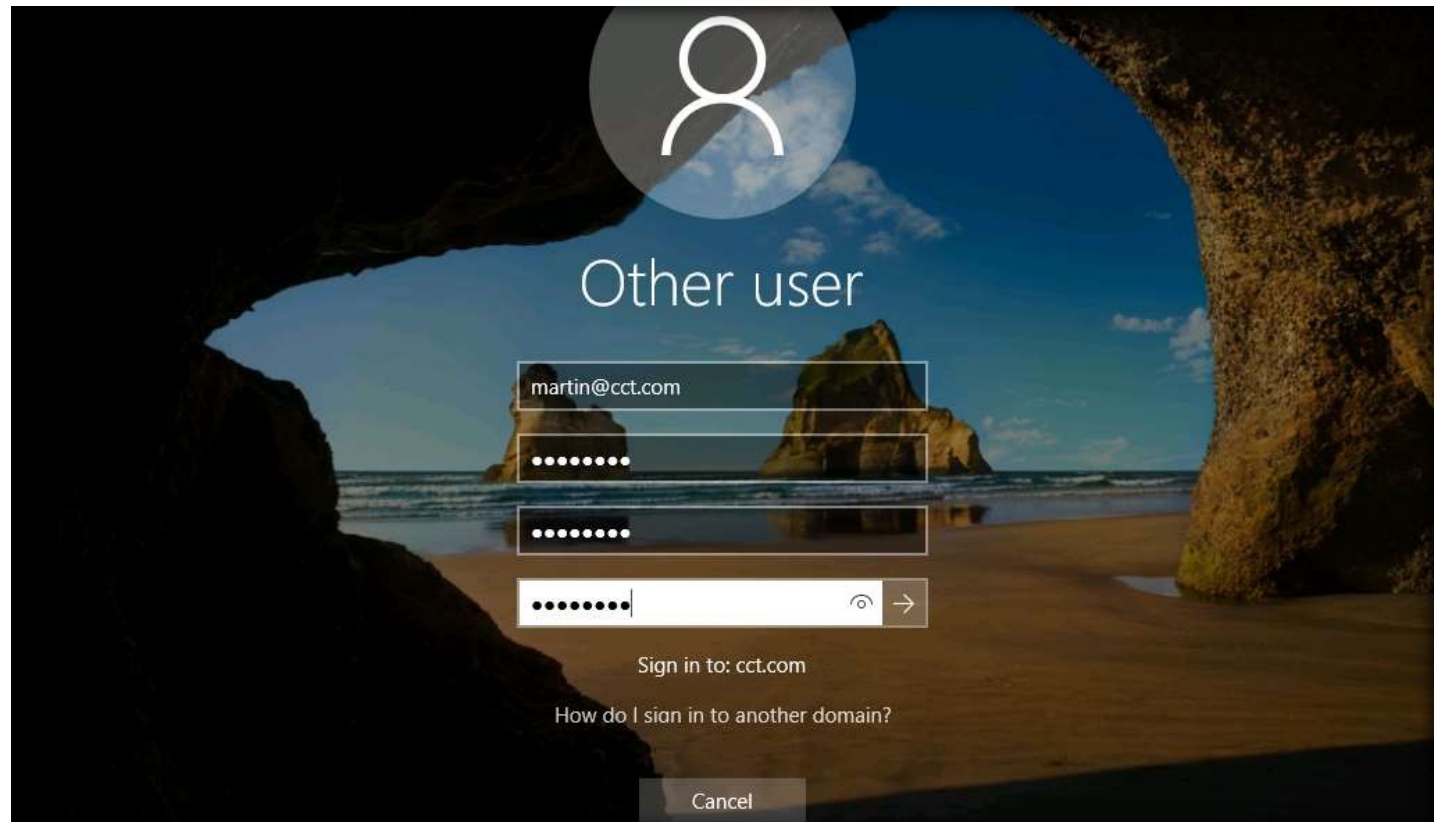 Other user
martin@cct.com
••••••••
••••••••
••••••••
Sign in to: cct.com
How do I sign in to another domain?
Cancel